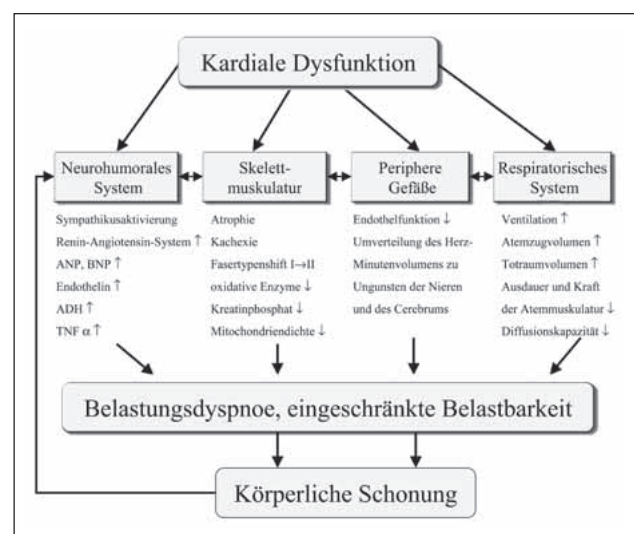 Kardiale Dysfunktion
Neurohumorales
System
Sympathikusaktivierung
Renin-Angiotensin-System ↑
ANP, BNP ↑
Endothelin ↑
ADH ↑
TNF α ↑
Skelett-
muskulatur
Atrophie
Kachexie
Fasertypenshift I→II
oxidative Enzyme ↓
Kreatinphosphat ↓
Mitochondriendichte ↓
Periphere
Gefäße
Endothelfunktion ↓
Umverteilung des Herz-
Minutenvolumens zu
Ungunsten der Nieren
und des Cerebrums
Respiratorisches
System
Ventilation ↑
Atemzugvolumen ↑
Totraumvolumen ↑
Ausdauer und Kraft
der Atemmuskulatur ↓
Diffusionskapazität ↓
Belastungsdyspnoe, eingeschränkte Belastbarkeit
Körperliche Schonung